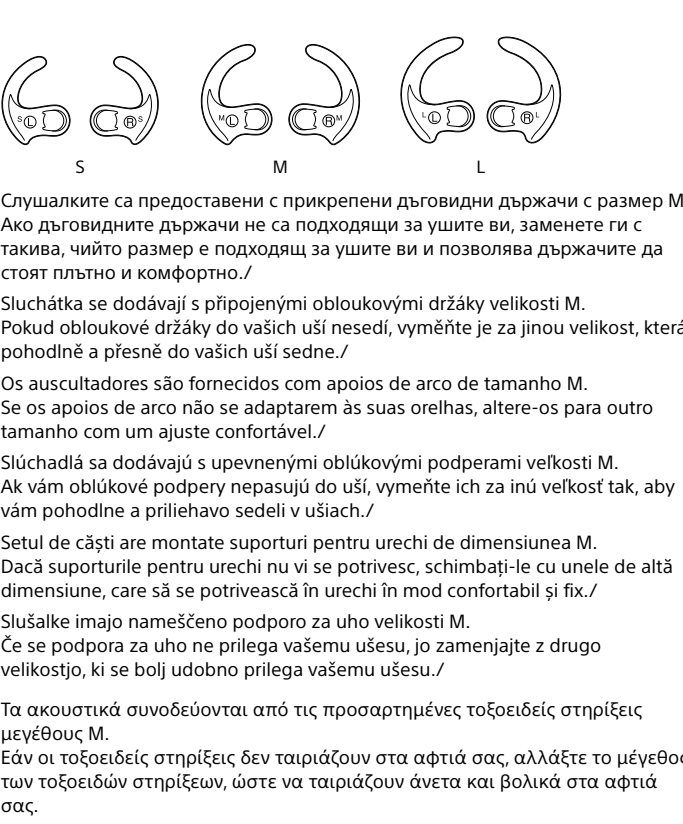 S L R S M L R M L L R L
S M L
Слушалките са предоставени с прикрепени дъговидни държачи с размер M
Ако дъговидните държачи не са подходящи за ушите ви, заменете ги с
такива, чийто размер е подходящ за ушите ви и позволява държачите да
стоят плътно и комфортно./
Sluchátka se dodávají s připojenými obloukovými držáky velikosti M.
Pokud obloukové držáky do vašich uší nesedí, vyměňte je za jinou velikost, která
pohodlně a přesně do vašich uší sedne./
Os auscultadores são fornecidos com apoios de arco de tamanho M.
Se os apoios de arco não se adaptarem às suas orelhas, altere-os para outro
tamanho com um ajuste confortável./
Slúchadlá sa dodávajú s upevnenými oblúkovými podperami veľkosti M.
Ak vám oblúkové podpery nepasujú do uší, vymeňte ich za inú veľkosť tak, aby
vám pohodlne a priliehavo sedeli v ušiach./
Setul de căști are montate suporturi pentru urechi de dimensiunea M.
Dacă suporturile pentru urechi nu vi se potrivesc, schimbați-le cu unele de altă
dimensiune, care să se potrivească în urechi în mod confortabil și fix./
Slušalke imajo nameščeno podporo za uho velikosti M.
Če se podpora za uho ne prilega vašemu ušesu, jo zamenjajte z drugo
velikostjo, ki se bolj udobno prilega vašemu ušesu./
Τα ακουστικά συνοδεύονται από τις προσαρτημένες τοξοειδείς στηρίξεις
μεγέθους M.
Εάν οι τοξοειδείς στηρίξεις δεν ταιριάζουν στα αφτιά σας, αλλάξτε το μέγεθος
των τοξοειδών στηρίξεων, ώστε να ταιριάζουν άνετα και βολικά στα αφτιά
σας.